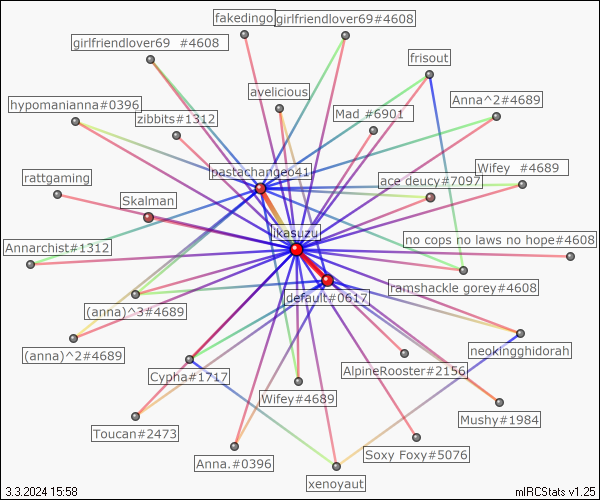 fakedingo
girlfriendlover69 #4608
girlfriendlover69 #4608
frisout
avelicious
hypomanianna#0396
Anna^2#4689
zibbits#1312
Mad #6901
pastachangeo41
Wifey #4689
rattgaming
ace deucy#7097
Skalman
ikasuzu
no cops no laws no hope#4608
Annarchist#1312
ramshackle gorey#4608
default#0617
(anna)^3#4689
(anna)^2#4689
neokingghidorah
Cypha#1717
AlpineRooster#2156
Wifey#4689
Mushy#1984
Toucan#2473
Soxy Foxy#5076
Anna.#0396
xenoyaut
3.3.2024 15:58
mIRCStats v1.25